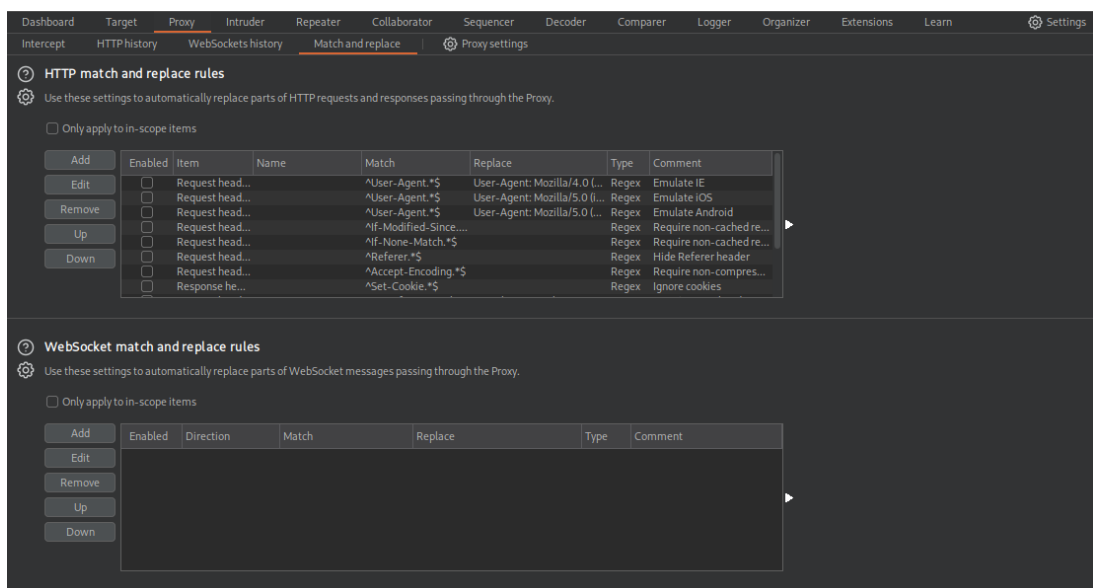 Dashboard Target Proxy Intruder Repeater Collaborator Sequencer Decoder Comparer Logger Organizer Extensions Learn Settings
Intercept HTTP history WebSockets history Match and replace Proxy settings
HTTP match and replace rules
Use these settings to automatically replace parts of HTTP requests and responses passing through the Proxy.
Only apply to in-scope items
Add
Edit
Remove
Up
Down
Enabled Item Name Match Replace Type Comment
Request head... ^User-Agent.*$ User-Agent: Mozilla/4.0 (... Regex Emulate IE
Request head... ^User-Agent.*$ User-Agent: Mozilla/5.0 (i... Regex Emulate iOS
Request head... ^User-Agent.*$ User-Agent: Mozilla/5.0 (... Regex Emulate Android
Request head... ^If-Modified-Since.... Regex Require non-cached re...
Request head... ^If-None-Match.*$ Regex Require non-cached re...
Request head... ^Referer.*$ Regex Hide Referer header
Request head... ^Accept-Encoding.*$ Regex Require non-compres...
Response he... ^Set-Cookie.*$ Regex Ignore cookies
WebSocket match and replace rules
Use these settings to automatically replace parts of WebSocket messages passing through the Proxy.
Only apply to in-scope items
Add
Edit
Remove
Up
Down
Enabled Direction Match Replace Type Comment